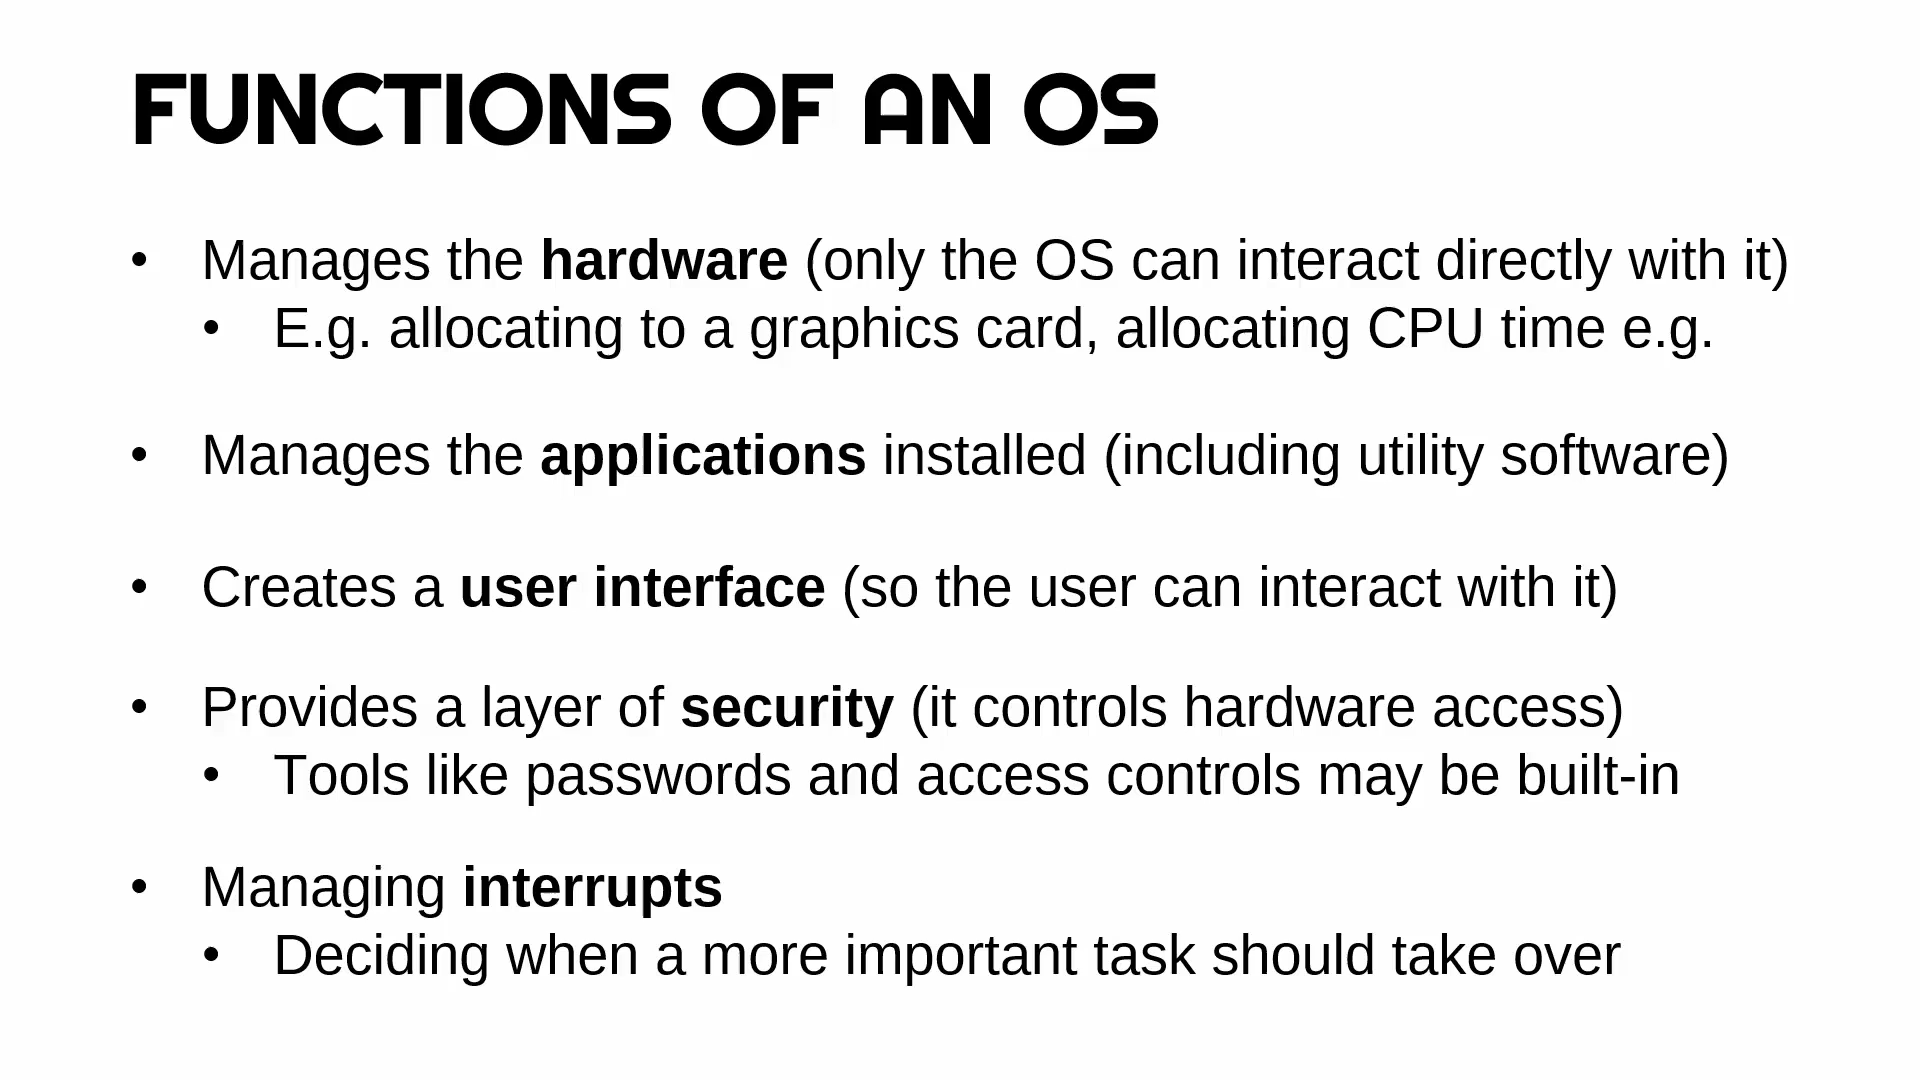 FUNCTIONS OF AN OS
• Manages the hardware (only the OS can interact directly with it)
• E.g. allocating to a graphics card, allocating CPU time e.g.
• Manages the applications installed (including utility software)
• Creates a user interface (so the user can interact with it)
• Provides a layer of security (it controls hardware access)
• Tools like passwords and access controls may be built-in
• Managing interrupts
• Deciding when a more important task should take over